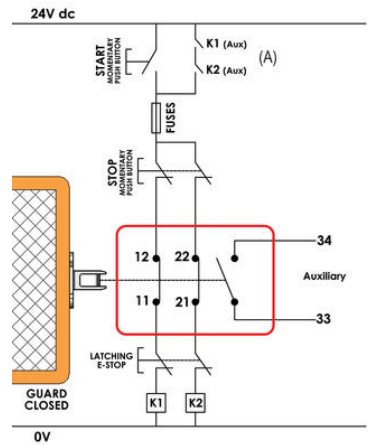 24V dc
START
MOMENTARY
PUSH BUTTON
K1 (Aux)
K2 (Aux)
(A)
FUSES
STOP
MOMENTARY
PUSH BUTTON
12
22
34
Auxiliary
11
21
33
LATCHING
E-STOP
GUARD
CLOSED
K1
K2
0V